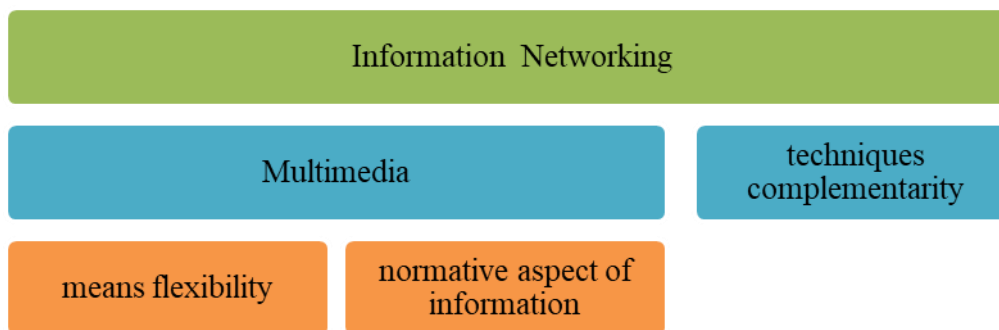 Information Networking
Multimedia
techniques
complementarity
means flexibility
normative aspect of
information